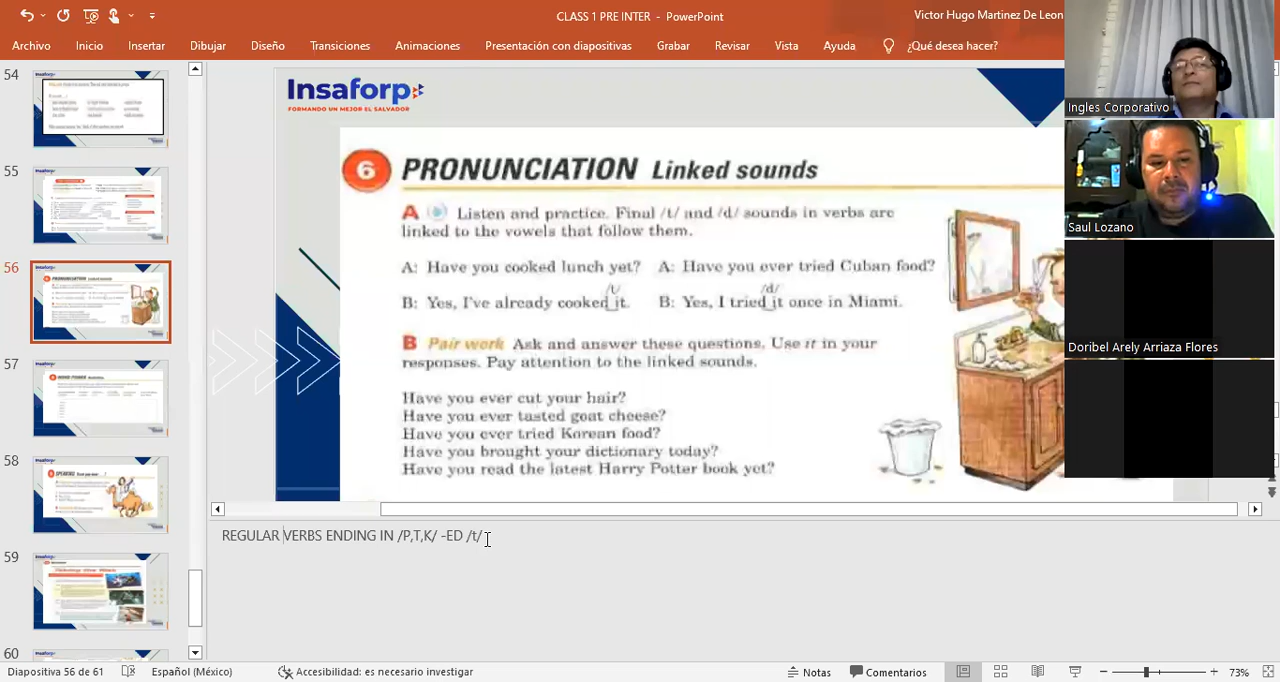 CLASS 1 PRE INTER - PowerPoint
Victor Hugo Martinez De Leon
Archivo Inicio Insertar Dibujar Diseño Transiciones Animaciones Presentación con diapositivas Grabar Revisar Vista Ayuda ¿Qué desea hacer?
54
55
56
57
58
59
60
Insaforp
FORMANDO UN MEJOR EL SALVADOR
6 PRONUNCIATION Linked sounds
A Listen and practice. Final /t/ and /d/ sounds in verbs are
linked to the vowels that follow them.
A: Have you cooked lunch yet? A: Have you ever tried Cuban food?
/t/ /d/
B: Yes, I've already cooked it. B: Yes, I tried it once in Miami.
B Pair work Ask and answer these questions. Use it in your
responses. Pay attention to the linked sounds.
Have you ever cut your hair?
Have you ever tasted goat cheese?
Have you ever tried Korean food?
Have you brought your dictionary today?
Have you read the latest Harry Potter book yet?
Ingles Corporativo
Saul Lozano
Doribel Arely Arriaza Flores
REGULAR VERBS ENDING IN /P,T,K/ -ED /t/
Diapositiva 56 de 61 Español (México) Accesibilidad: es necesario investigar Notas Comentarios 73%